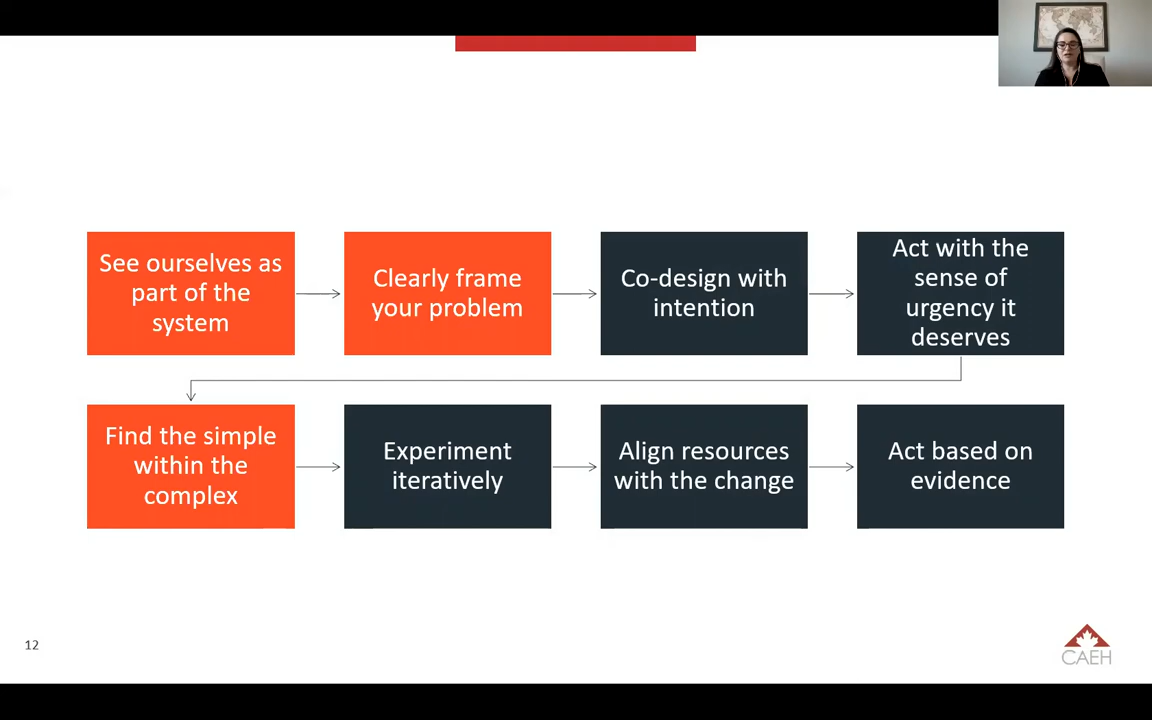 See ourselves as
part of the
system
Clearly frame
your problem
Co-design with
intention
Act with the
sense of
urgency it
deserves
Find the simple
within the
complex
Experiment
iteratively
Align resources
with the change
Act based on
evidence
12
CAEH